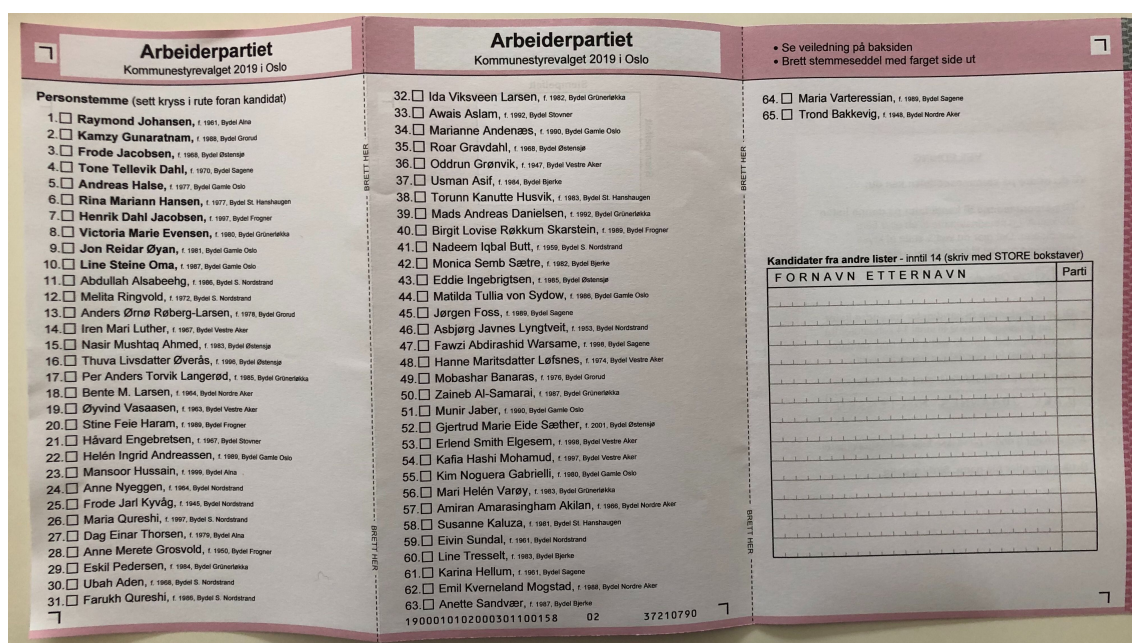 Arbeiderpartiet
Kommunestyrevalget 2019 i Oslo
Personstemme (sett kryss i rute foran kandidat)
1. Raymond Johansen, f. 1961, Bydel Alna
2. Kamzy Gunaratnam, f. 1988, Bydel Grorud
3. Frode Jacobsen, f. 1968, Bydel Østensjø
4. Tone Tellevik Dahl, f. 1970, Bydel Sagene
5. Andreas Halse, f. 1977, Bydel Gamle Oslo
6. Rina Mariann Hansen, f. 1977, Bydel St. Hanshaugen
7. Henrik Dahl Jacobsen, f. 1997, Bydel Frogner
8. Victoria Marie Evensen, f. 1980, Bydel Grünerløkka
9. Jon Reidar Øyan, f. 1981, Bydel Gamle Oslo
10. Line Steine Oma, f. 1987, Bydel Gamle Oslo
11. Abdullah Alsabeehg, f. 1986, Bydel S. Nordstrand
12. Melita Ringvold, f. 1972, Bydel S. Nordstrand
13. Anders Ørnø Røberg-Larsen, f. 1978, Bydel Grorud
14. Iren Mari Luther, f. 1967, Bydel Vestre Aker
15. Nasir Mushtaq Ahmed, f. 1983, Bydel Østensjø
16. Thuva Livsdatter Øverås, f. 1996, Bydel Østensjø
17. Per Anders Torvik Langerød, f. 1985, Bydel Grünerløkka
18. Bente M. Larsen, f. 1964, Bydel Nordre Aker
19. Øyvind Vasaasen, f. 1963, Bydel Vestre Aker
20. Stine Feie Haram, f. 1989, Bydel Frogner
21. Håvard Engebretsen, f. 1967, Bydel Stovner
22. Helén Ingrid Andreassen, f. 1989, Bydel Gamle Oslo
23. Mansoor Hussain, f. 1999, Bydel Alna
24. Anne Nyeggen, f. 1964, Bydel Nordstrand
25. Frode Jarl Kyvåg, f. 1945, Bydel Nordstrand
26. Maria Qureshi, f. 1997, Bydel S. Nordstrand
27. Dag Einar Thorsen, f. 1979, Bydel Alna
28. Anne Merete Grosvold, f. 1950, Bydel Frogner
29. Eskil Pedersen, f. 1984, Bydel Grünerløkka
30. Ubah Aden, f. 1966, Bydel S. Nordstrand
31. Farukh Qureshi, f. 1986, Bydel S. Nordstrand
BRETT HER
BRETT HER
Arbeiderpartiet
Kommunestyrevalget 2019 i Oslo
32. Ida Viksveen Larsen, f. 1982, Bydel Grünerløkka
33. Awais Aslam, f. 1992, Bydel Stovner
34. Marianne Andenæs, f. 1990, Bydel Gamle Oslo
35. Roar Gravdahl, f. 1968, Bydel Østensjø
36. Oddrun Grønvik, f. 1947, Bydel Vestre Aker
37. Usman Asif, f. 1984, Bydel Bjerke
38. Torunn Kanutte Husvik, f. 1983, Bydel St. Hanshaugen
39. Mads Andreas Danielsen, f. 1992, Bydel Grünerløkka
40. Birgit Lovise Røkkum Skarstein, f. 1989, Bydel Frogner
41. Nadeem Iqbal Butt, f. 1959, Bydel S. Nordstrand
42. Monica Semb Sætre, f. 1982, Bydel Bjerke
43. Eddie Ingebrigtsen, f. 1985, Bydel Østensjø
44. Matilda Tullia von Sydow, f. 1986, Bydel Gamle Oslo
45. Jørgen Foss, f. 1989, Bydel Sagene
46. Asbjørg Javnes Lyngtveit, f. 1953, Bydel Nordstrand
47. Fawzi Abdirashid Warsame, f. 1998, Bydel Sagene
48. Hanne Maritsdatter Løfsnes, f. 1974, Bydel Vestre Aker
49. Mobashar Banaras, f. 1976, Bydel Grorud
50. Zaineb Al-Samarai, f. 1987, Bydel Grünerløkka
51. Munir Jaber, f. 1990, Bydel Gamle Oslo
52. Gjertrud Marie Eide Sæther, f. 2001, Bydel Østensjø
53. Erlend Smith Elgesem, f. 1998, Bydel Vestre Aker
54. Kafia Hashi Mohamud, f. 1997, Bydel Vestre Aker
55. Kim Noguera Gabrielli, f. 1980, Bydel Gamle Oslo
56. Mari Helén Varøy, f. 1983, Bydel Grünerløkka
57. Amiran Amarasingham Akilan, f. 1986, Bydel Nordre Aker
58. Susanne Kaluza, f. 1981, Bydel St. Hanshaugen
59. Eivin Sundal, f. 1961, Bydel Nordstrand
60. Line Tresselt, f. 1983, Bydel Bjerke
61. Karina Hellum, f. 1961, Bydel Sagene
62. Emil Kverneland Mogstad, f. 1988, Bydel Nordre Aker
63. Anette Sandvær, f. 1987, Bydel Bjerke
1900010102000301100158 02 37210790
BRETT HER
BRETT HER
• Se veiledning på baksiden
• Brett stemmeseddel med farget side ut
64. Maria Varteressian, f. 1989, Bydel Sagene
65. Trond Bakkevig, f. 1948, Bydel Nordre Aker
Kandidater fra andre lister - inntil 14 (skriv med STORE bokstaver)
FORNAVN ETTERNAVN Parti